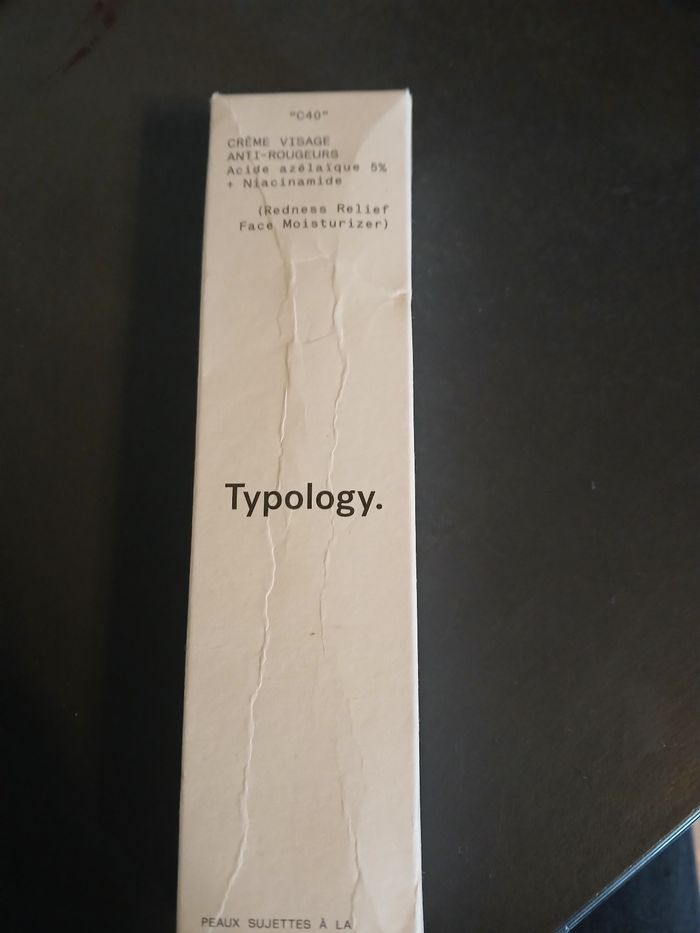 "C40"
CRÈME VISAGE
ANTI-ROUGEURS
Acide azélaïque 5%
+ Niacinamide
(Redness Relief
Face Moisturizer)
Typology.
PEAUX SUJETTES À LA